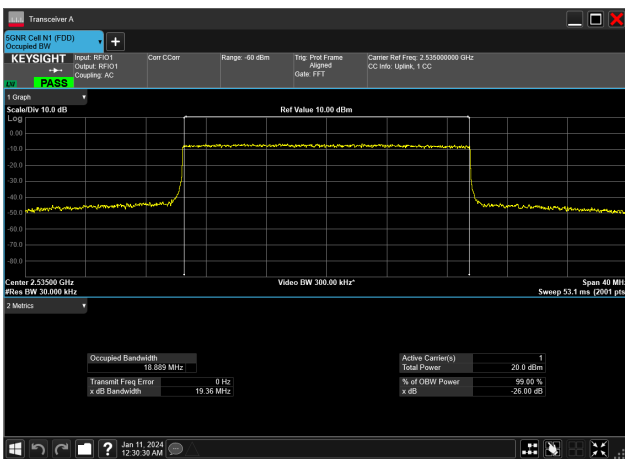 Transceiver A
5GNR Cell N1 (FDD)
Occupied BW
KEYSIGHT
PASS
Input: RFIO1
Output: RFIO1
Coupling: AC
Corr CCorr
Range: -60 dBm
Trig: Prot Frame
Aligned
Gate: FFT
Carrier Ref Freq: 2.535000000 GHz
CC Info: Uplink, 1 CC
1 Graph
Scale/Div 10.0 dB
Ref Value 10.00 dBm
Log
0.00
-10.0
-20.0
-30.0
-40.0
-50.0
-60.0
-70.0
-80.0
Center 2.53500 GHz
Video BW 300.00 kHz*
Span 40 MHz
#Res BW 30.000 kHz
Sweep 53.1 ms (2001 pts
2 Metrics
Occupied Bandwidth
18.889 MHz
Transmit Freq Error 0 Hz
x dB Bandwidth 19.36 MHz
Active Carrier(s) 1
Total Power 20.0 dBm
% of OBW Power 99.00 %
x dB -26.00 dB
Jan 11, 2024
12:30:30 AM